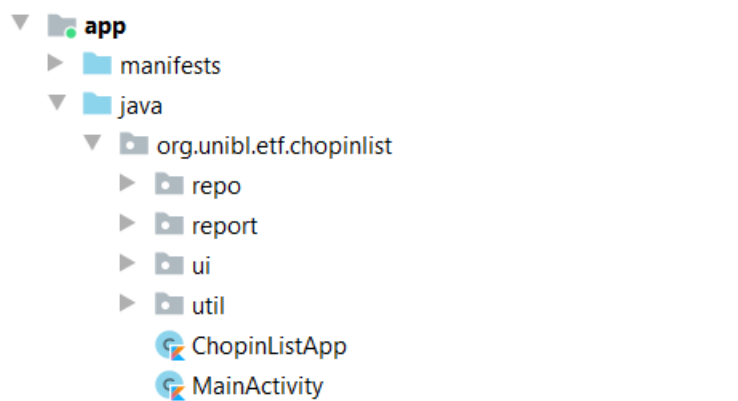 app
manifests
java
org.unibl.etf.chopinlist
repo
report
ui
util
ChopinListApp
MainActivity